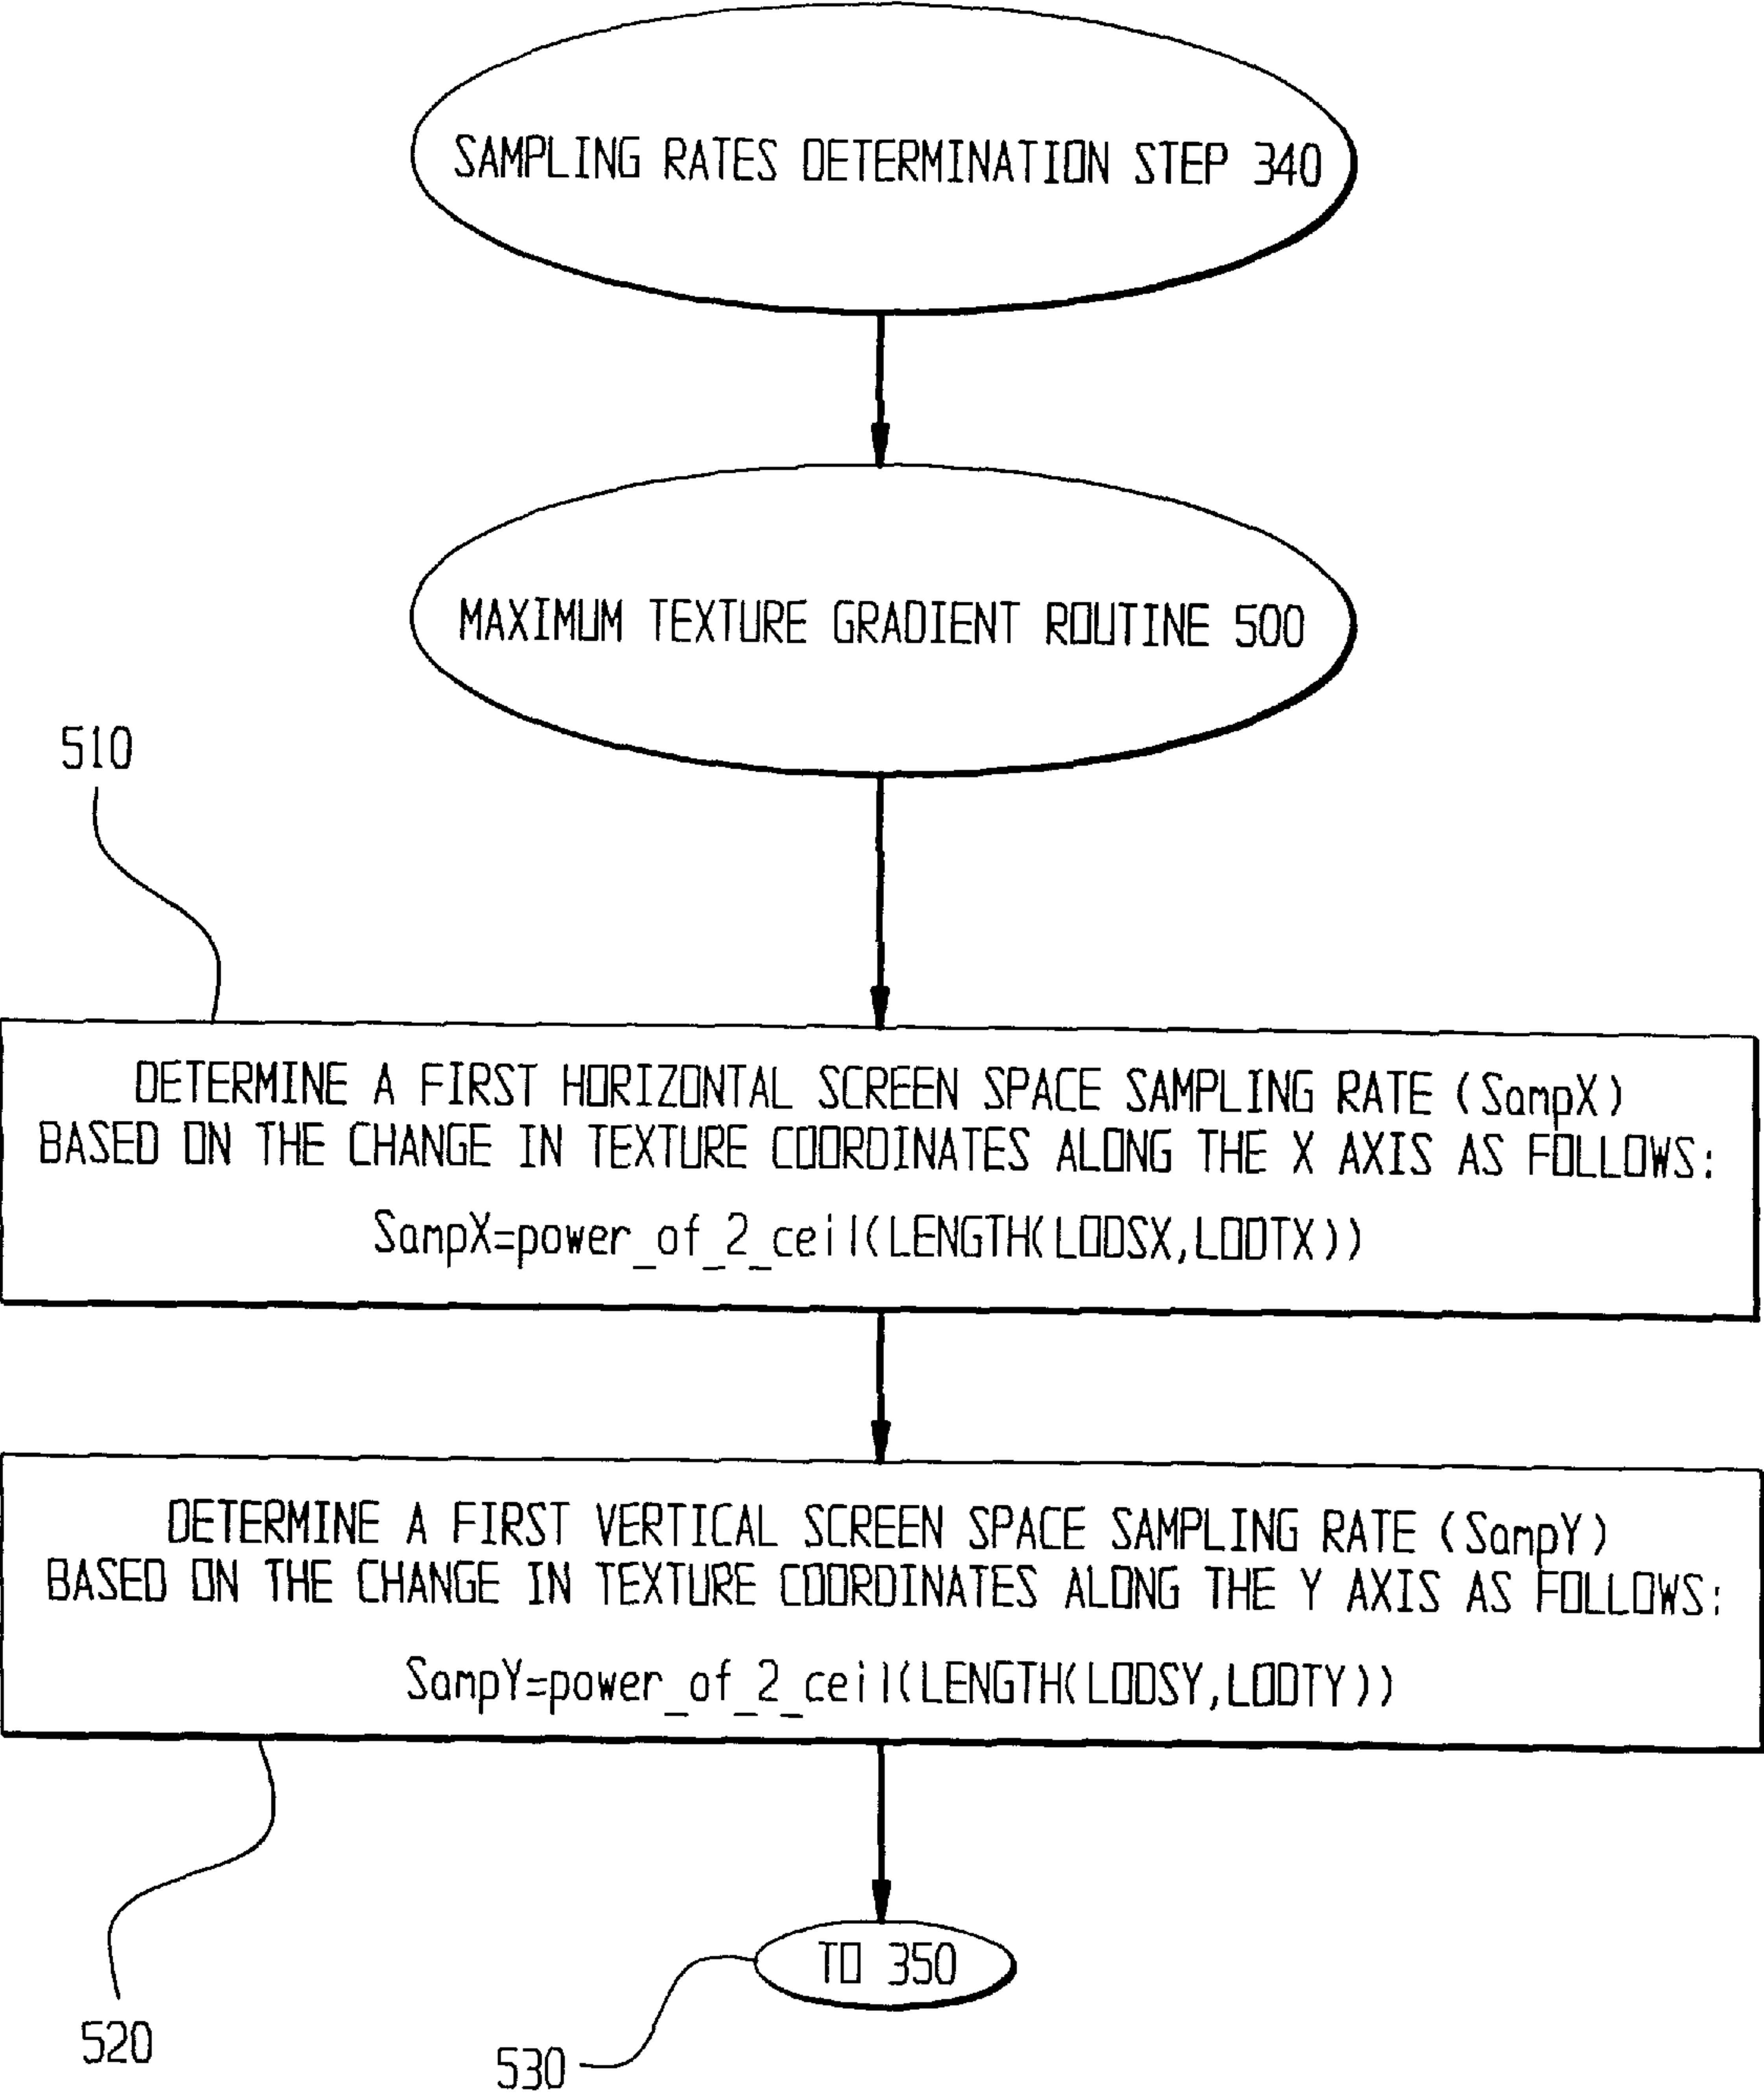 SAMPLING RATES DETERMINATION STEP 340
MAXIMUM TEXTURE GRADIENT ROUTINE 500
510
DETERMINE A FIRST HORIZONTAL SCREEN SPACE SAMPLING RATE (SampX)
BASED ON THE CHANGE IN TEXTURE COORDINATES ALONG THE X AXIS AS FOLLOWS:
SampX=power_of_2_ceil(LENGTH(LODSX,LODTX))
DETERMINE A FIRST VERTICAL SCREEN SPACE SAMPLING RATE (SampY)
BASED ON THE CHANGE IN TEXTURE COORDINATES ALONG THE Y AXIS AS FOLLOWS:
SampY=power_of_2_ceil(LENGTH(LODSY,LODTY))
TO 350
520
530